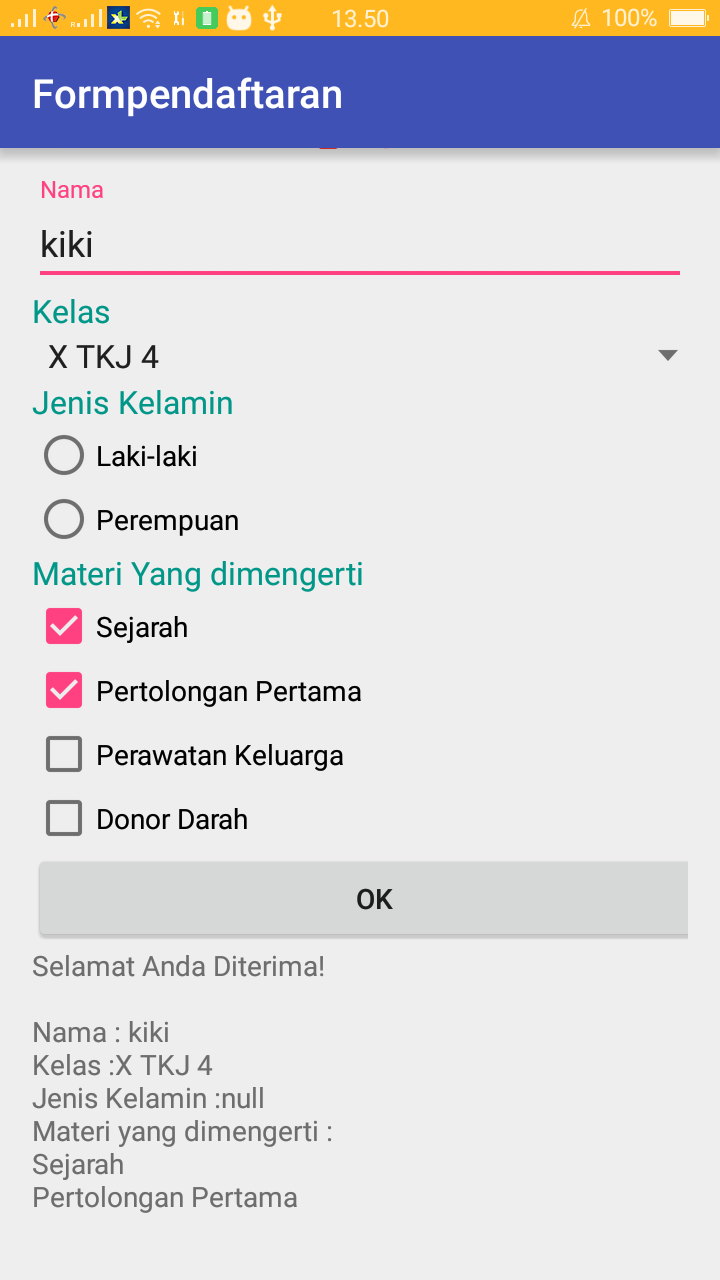 13.50
100%
Formpendaftaran
Nama
kiki
Kelas
X TKJ 4
Jenis Kelamin
Laki-laki
Perempuan
Materi Yang dimengerti
Sejarah
Pertolongan Pertama
Perawatan Keluarga
Donor Darah
OK
Selamat Anda Diterima!
Nama : kiki
Kelas :X TKJ 4
Jenis Kelamin :null
Materi yang dimengerti :
Sejarah
Pertolongan Pertama